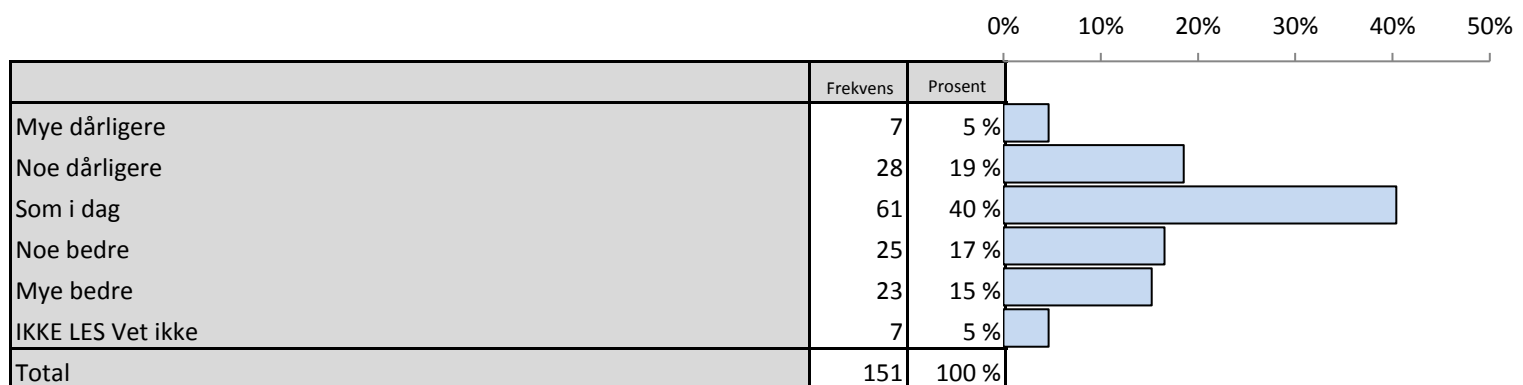 0% 10% 20% 30% 40% 50%
Frekvens Prosent
Mye dårligere 7 5 %
Noe dårligere 28 19 %
Som i dag 61 40 %
Noe bedre 25 17 %
Mye bedre 23 15 %
IKKE LES Vet ikke 7 5 %
Total 151 100 %